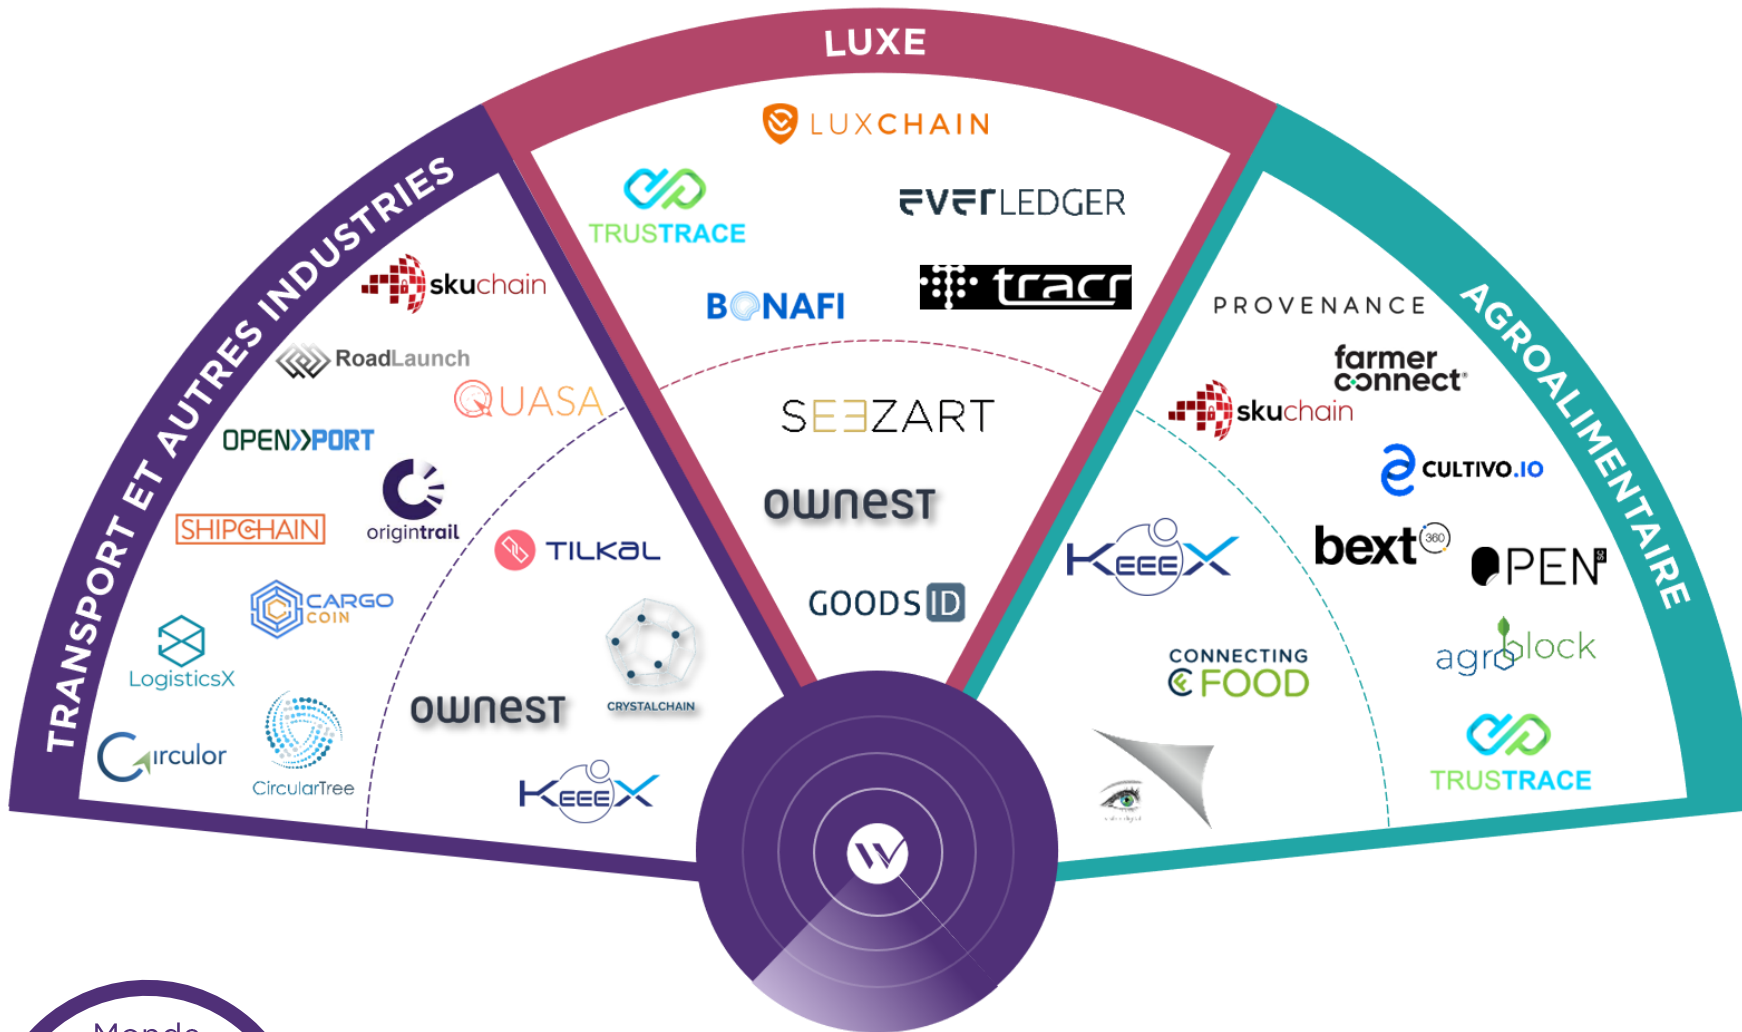 LUXE
LUXCHAIN
TRUSTRACE
EVERLEDGER
BONAFI
tracr
SEEZART
ownest
GOODS ID
TRANSPORT ET AUTRES INDUSTRIES
skuchain
RoadLaunch
QUASA
OPEN»PORT
origintrail
SHIPCHAIN
TILKAL
CARGO
COIN
LogisticsX
CRYSTALCHAIN
ownest
Circulor
CircularTree
KEEEX
AGROALIMENTAIRE
PROVENANCE
farmer
connect®
skuchain
CULTIVO.IO
KEEEX
bext360
OPEN SC
agroblock
CONNECTING
FOOD
TRUSTRACE
W
Monde